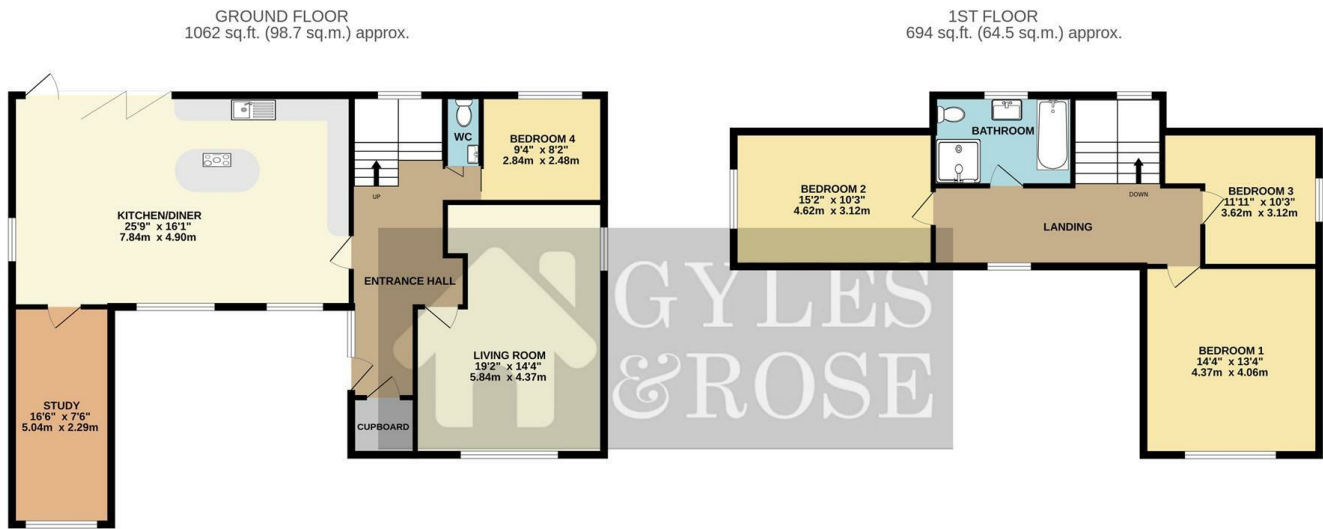 GROUND FLOOR
1062 sq.ft. (98.7 sq.m.) approx.
KITCHEN/DINER
25'9" x 16'1"
7.84m x 4.90m
UP
WC
BEDROOM 4
9'4" x 8'2"
2.84m x 2.48m
ENTRANCE HALL
LIVING ROOM
19'2" x 14'4"
5.84m x 4.37m
STUDY
16'6" x 7'6"
5.04m x 2.29m
CUPBOARD
GYLES
&ROSE
1ST FLOOR
694 sq.ft. (64.5 sq.m.) approx.
BATHROOM
BEDROOM 2
15'2" x 10'3"
4.62m x 3.12m
DOWN
BEDROOM 3
11'11" x 10'3"
3.62m x 3.12m
LANDING
BEDROOM 1
14'4" x 13'4"
4.37m x 4.06m